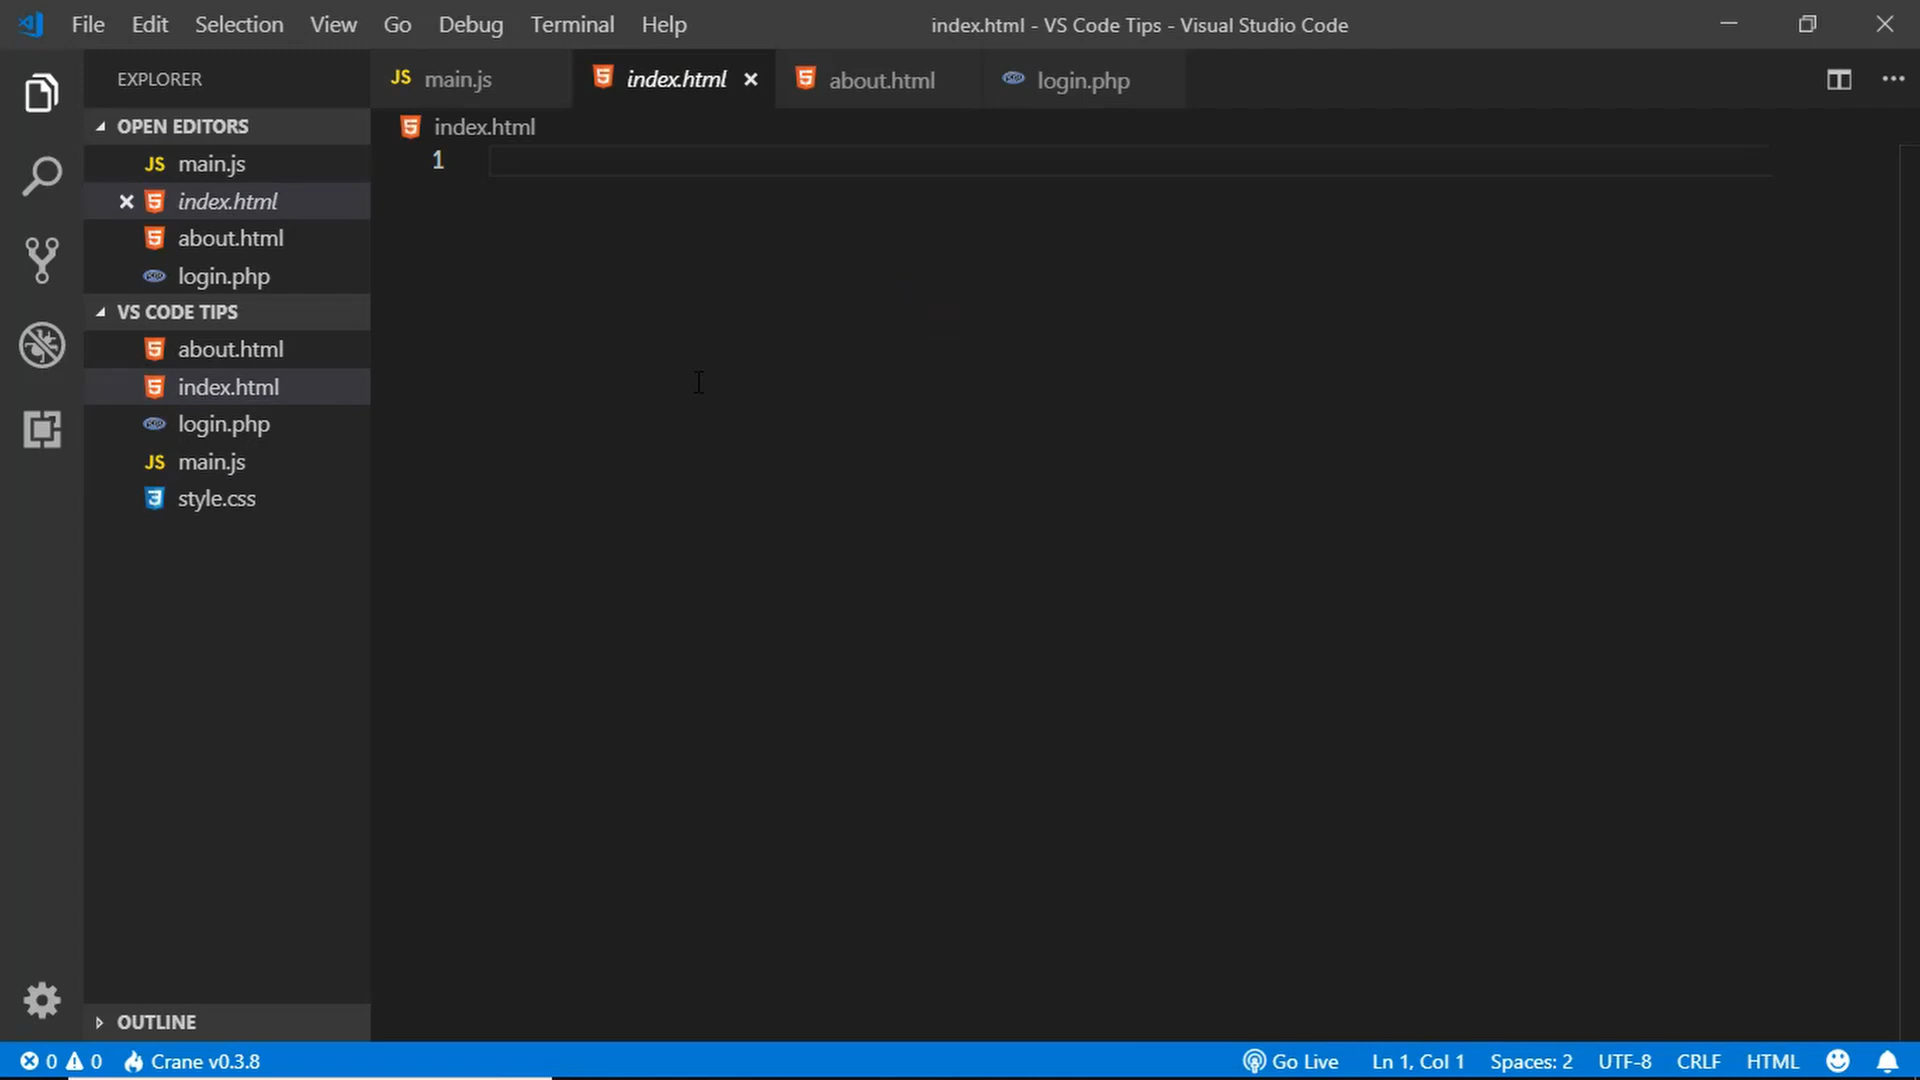 File Edit Selection View Go Debug Terminal Help index.html - VS Code Tips - Visual Studio Code
EXPLORER
JS main.js index.html about.html login.php
OPEN EDITORS
index.html
JS main.js
1
index.html
about.html
login.php
VS CODE TIPS
about.html
index.html
login.php
JS main.js
style.css
OUTLINE
0 0 Crane v0.3.8 Go Live Ln 1, Col 1 Spaces: 2 UTF-8 CRLF HTML